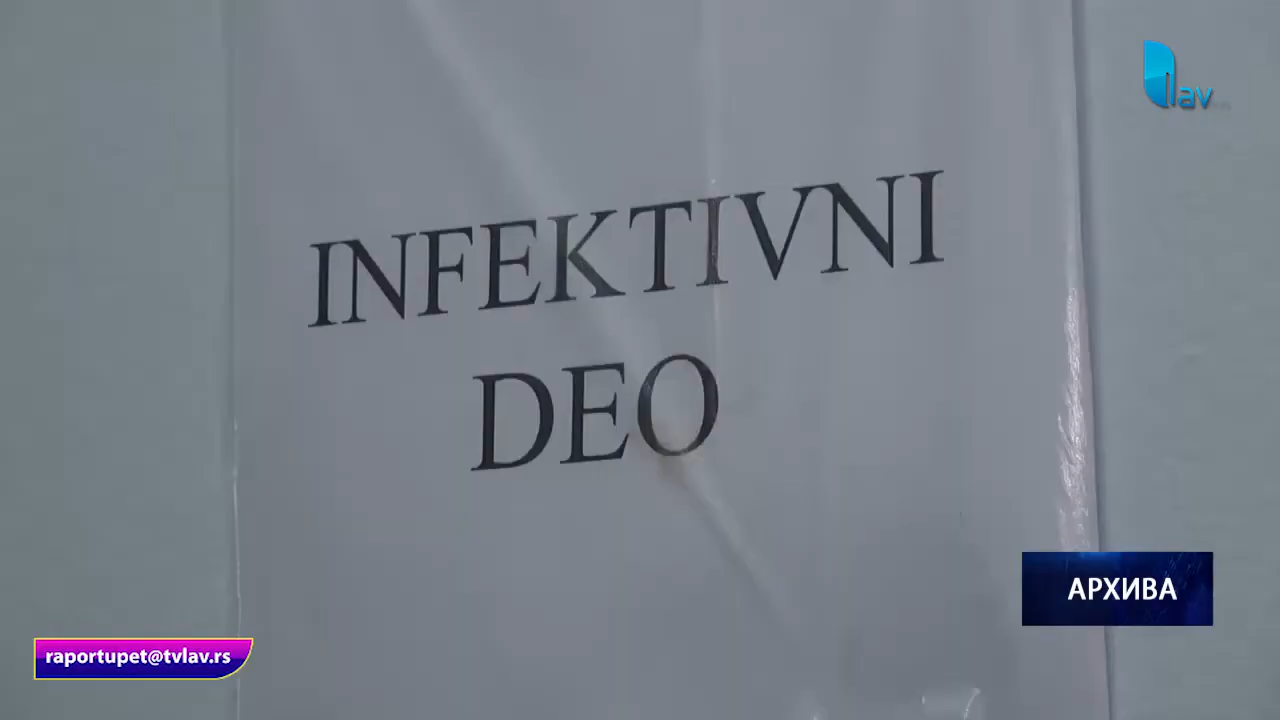 lav
INFEKTIVNI
DEO
АРХИВА
raportupet@tvlav.rs